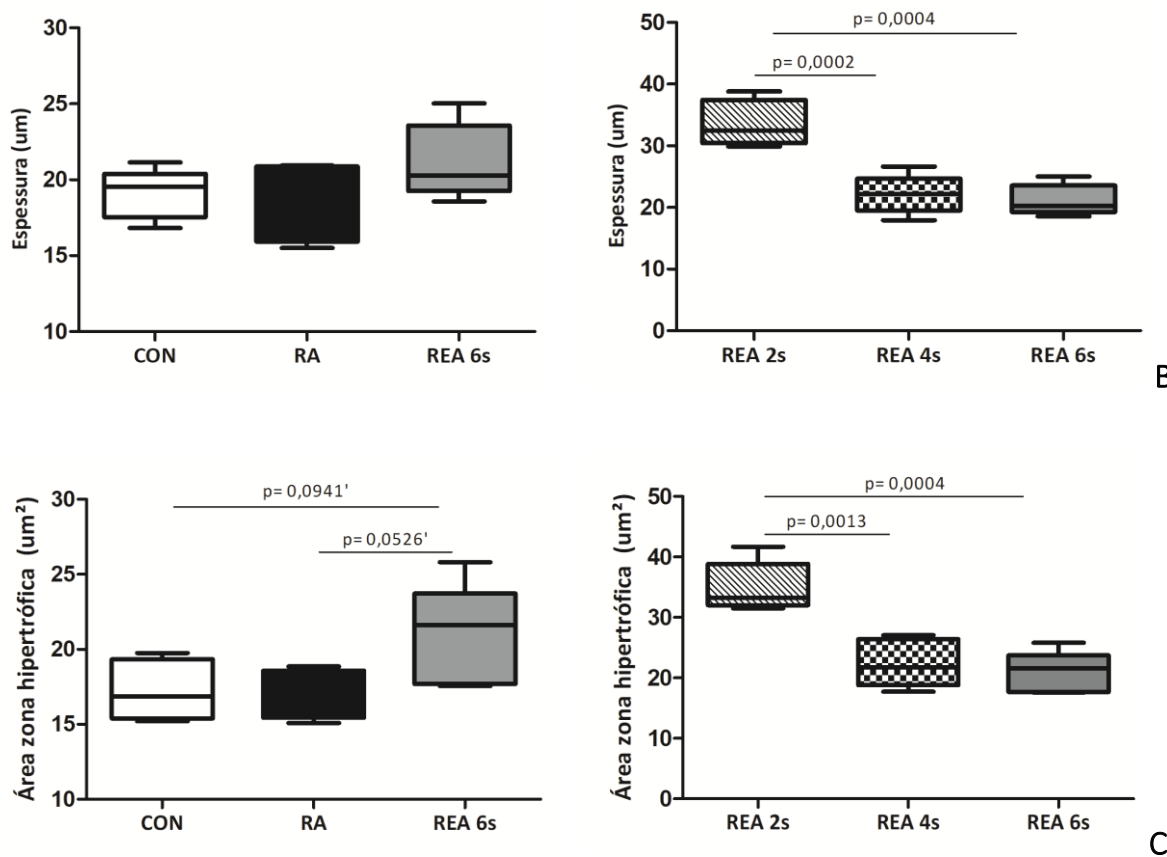 Espessura (um)
30
25
20
15
10
CON
RA
REA 6s
Espessura (um)
50
40
30
20
10
0
p= 0,0004
p= 0,0002
REA 2s
REA 4s
REA 6s
B
Área zona hipertrófica (um²)
30
25
20
15
10
p= 0,0941'
p= 0,0526'
CON
RA
REA 6s
Área zona hipertrófica (um²)
50
40
30
20
10
0
p= 0,0004
p= 0,0013
REA 2s
REA 4s
REA 6s
C